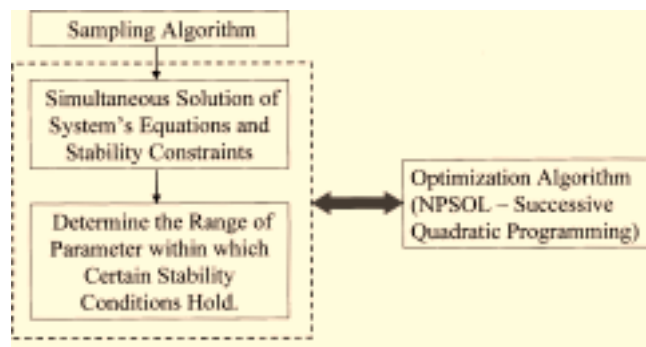 Sampling Algorithm
Simultaneous Solution of
System's Equations and
Stability Constraints
Determine the Range of
Parameter within which
Certain Stability
Conditions Hold.
Optimization Algorithm
(NPSOL – Successive
Quadratic Programming)